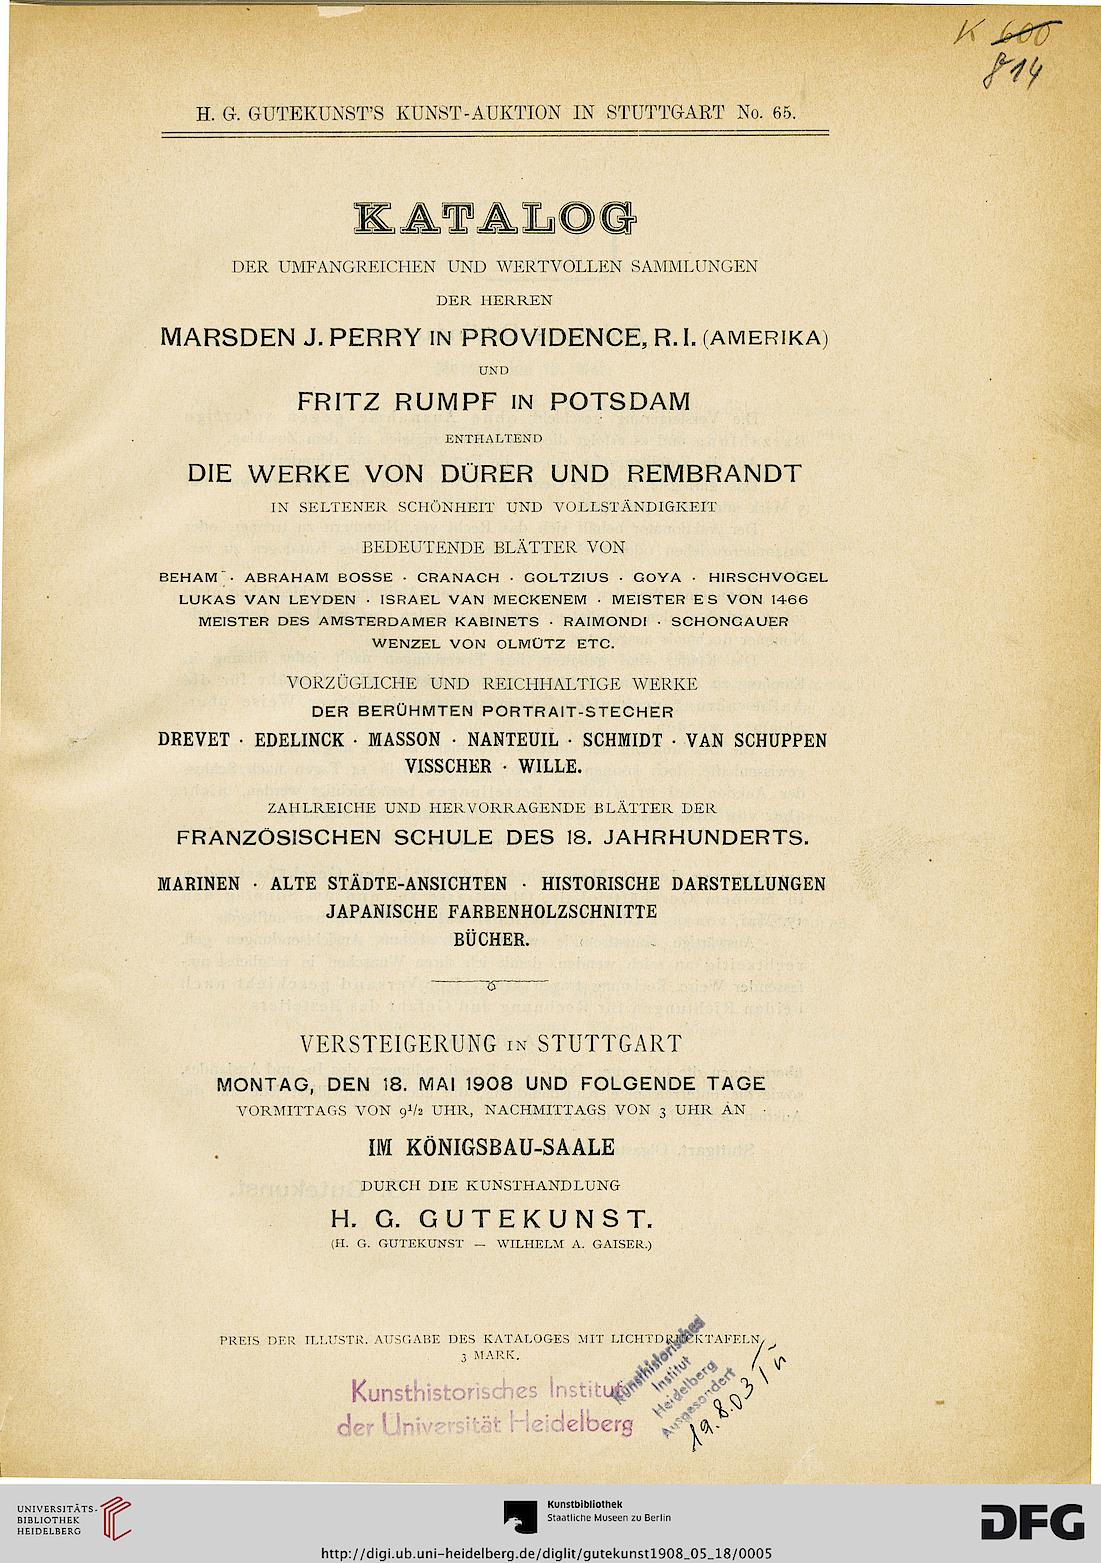 K 600
814
H. G. GUTEKUNST'S KUNST-AUKTION IN STUTTGART No. 65.
KATALOG
DER UMFANGREICHEN UND WERTVOLLEN SAMMLUNGEN
DER HERREN
MARSDEN J. PERRY IN PROVIDENCE, R. I. (AMERIKA)
UND
FRITZ RUMPF IN POTSDAM
ENTHALTEND
DIE WERKE VON DÜRER UND REMBRANDT
IN SELTENER SCHÖNHEIT UND VOLLSTÄNDIGKEIT
BEDEUTENDE BLÄTTER VON
BEHAM · ABRAHAM BOSSE · CRANACH · GOLTZIUS · GOYA · HIRSCHVOGEL
LUKAS VAN LEYDEN · ISRAEL VAN MECKENEM · MEISTER E S VON 1466
MEISTER DES AMSTERDAMER KABINETS · RAIMONDI · SCHONGAUER
WENZEL VON OLMÜTZ ETC.
VORZÜGLICHE UND REICHHALTIGE WERKE
DER BERÜHMTEN PORTRAIT-STECHER
DREVET · EDELINCK · MASSON · NANTEUIL · SCHMIDT · VAN SCHUPPEN
VISSCHER · WILLE.
ZAHLREICHE UND HERVORRAGENDE BLÄTTER DER
FRANZÖSISCHEN SCHULE DES 18. JAHRHUNDERTS.
MARINEN · ALTE STÄDTE-ANSICHTEN · HISTORISCHE DARSTELLUNGEN
JAPANISCHE FARBENHOLZSCHNITTE
BÜCHER.
VERSTEIGERUNG IN STUTTGART
MONTAG, DEN 18. MAI 1908 UND FOLGENDE TAGE
VORMITTAGS VON 9½ UHR, NACHMITTAGS VON 3 UHR AN
IM KÖNIGSBAU-SAALE
DURCH DIE KUNSTHANDLUNG
H. G. GUTEKUNST.
(H. G. GUTEKUNST — WILHELM A. GAISER.)
PREIS DER ILLUSTR. AUSGABE DES KATALOGES MIT LICHTDRUCKTAFELN
3 MARK.
Kunsthistorisches Institut
der Universität Heidelberg
Kunsthistorisches
Institut
Heidelberg
Ausgesondert
19.8.03
UNIVERSITÄTS-
BIBLIOTHEK
HEIDELBERG
Kunstbibliothek
Staatliche Museen zu Berlin
DFG
http://digi.ub.uni-heidelberg.de/diglit/gutekunst1908_05_18/0005